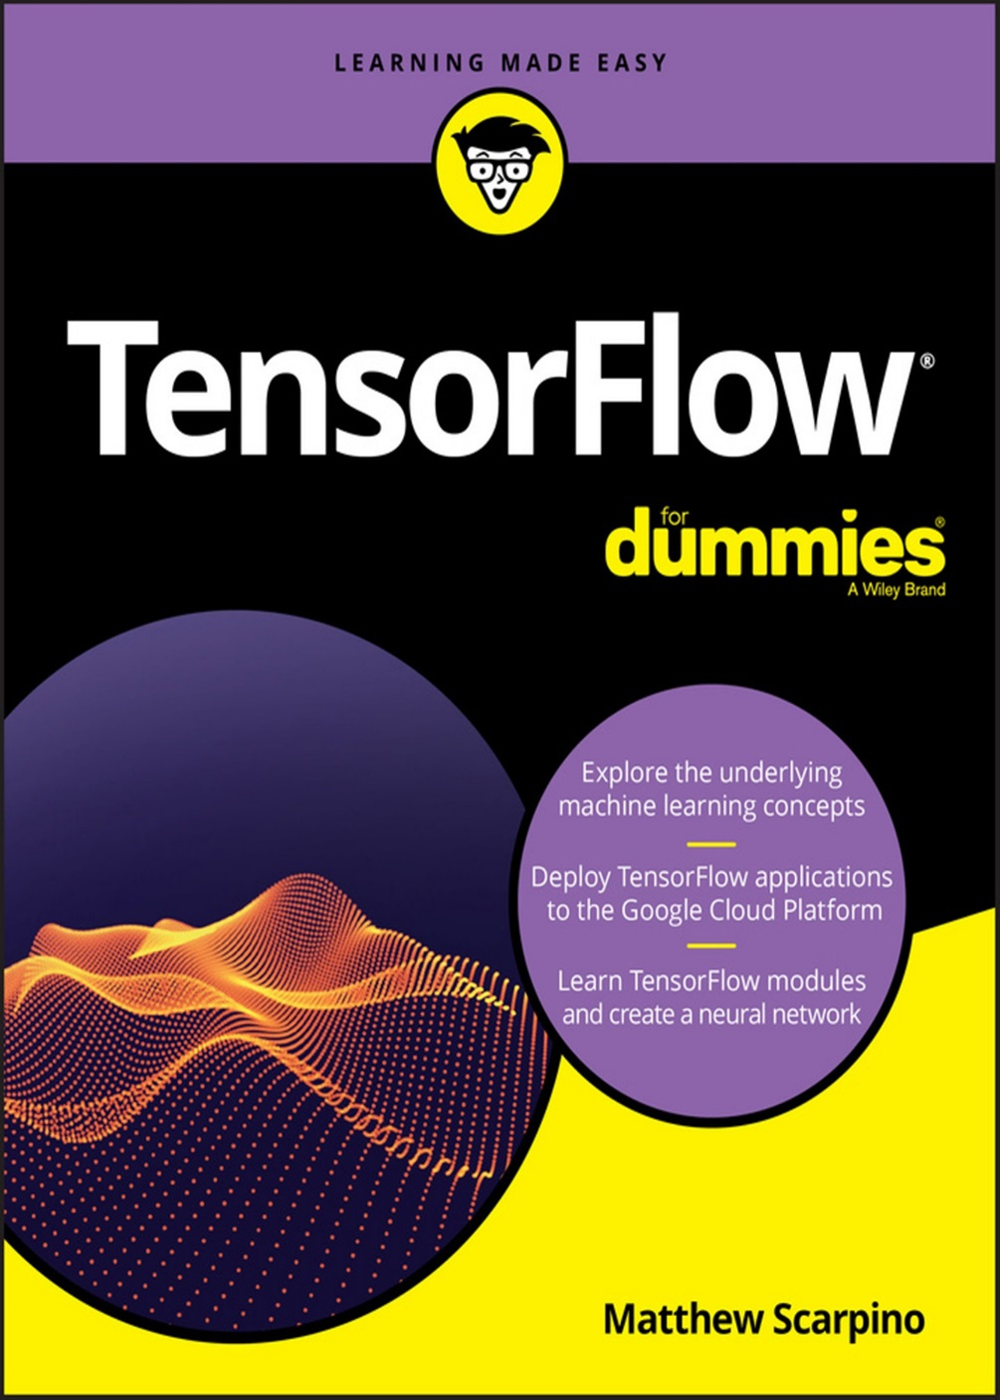 LEARNING MADE EASY
TensorFlow®
for
dummies®
A Wiley Brand
Explore the underlying
machine learning concepts
Deploy TensorFlow applications
to the Google Cloud Platform
Learn TensorFlow modules
and create a neural network
Matthew Scarpino